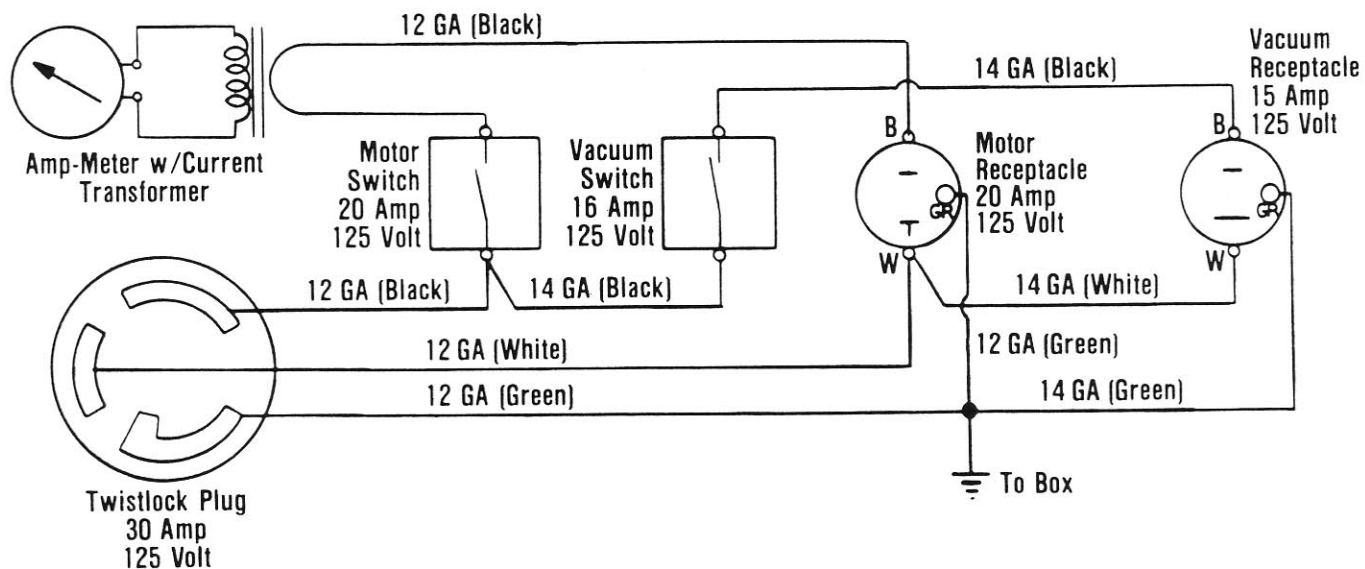 12 GA (Black)
Amp-Meter w/Current
Transformer
Motor
Switch
20 Amp
125 Volt
Vacuum
Switch
16 Amp
125 Volt
14 GA (Black)
Vacuum
Receptacle
15 Amp
125 Volt
B
GR
W
Motor
Receptacle
20 Amp
125 Volt
B
GR
W
12 GA (Black)
14 GA (Black)
14 GA (White)
12 GA (White)
12 GA (Green)
12 GA (Green)
14 GA (Green)
To Box
Twistlock Plug
30 Amp
125 Volt